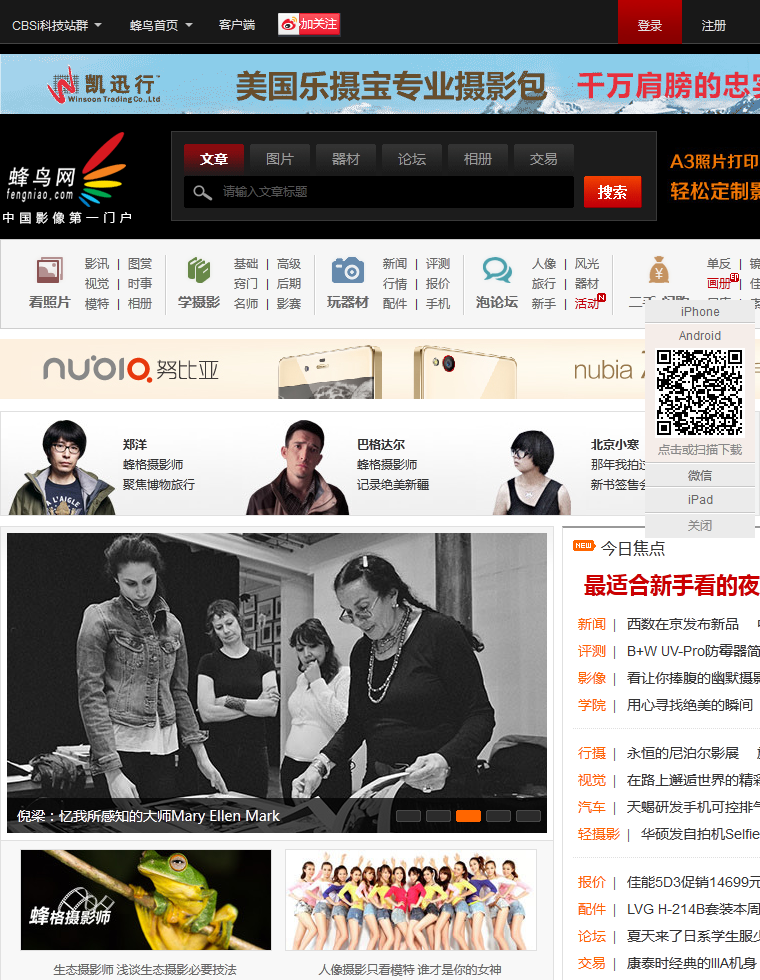 CBSi科技站群 蜂鸟首页 客户端 加关注 登录 注册
凯迅行 Winsoon Trading Co.,Ltd 美国乐摄宝专业摄影包 千万肩膀的忠实
蜂鸟网
fengniao.com
中国影像第一门户
文章 图片 器材 论坛 相册 交易
请输入文章标题 搜索
A3照片打印
轻松定制影
看照片
影讯 | 图赏
视觉 | 时事
模特 | 相册
学摄影
基础 | 高级
窍门 | 后期
名师 | 影赛
玩器材
新闻 | 评测
行情 | 报价
配件 | 手机
泡论坛
人像 | 风光
旅行 | 器材
新手 | 活动 N
单反 |
画册 |
iPhone
Android
点击或扫描下载
微信
iPad
关闭
nubia 努比亚 nubia
郑洋
蜂格摄影师
聚焦博物旅行
巴格达尔
蜂格摄影师
记录绝美新疆
北京小寒
那年我拍过
新书签售会
倪梁：忆我所感知的大师Mary Ellen Mark
蜂格摄影师
生态摄影师 浅谈生态摄影必要技法
人像摄影只看模特 谁才是你的女神
NEW 今日焦点
最适合新手看的夜
新闻 | 西数在京发布新品
评测 | B+W UV-Pro防霉器简
影像 | 看让你捧腹的幽默摄影
学院 | 用心寻找绝美的瞬间
行摄 | 永恒的尼泊尔影展
视觉 | 在路上邂逅世界的精彩
汽车 | 天蝎研发手机可控排气
轻摄影 | 华硕发自拍机Selfie
报价 | 佳能5D3促销14699元
配件 | LVG H-214B套装本周
论坛 | 夏天来了日系学生服少
交易 | 康泰时经典的IIIA机身